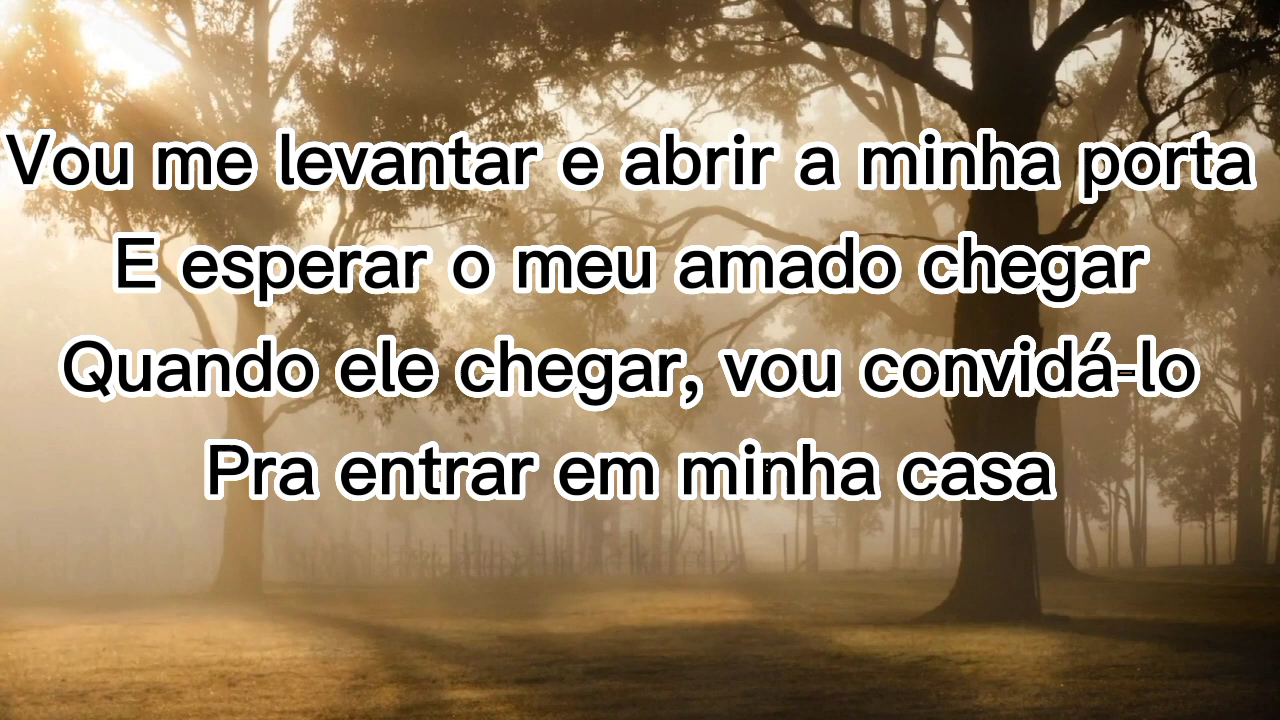 Vou me levantar e abrir a minha porta
E esperar o meu amado chegar
Quando ele chegar, vou convidá-lo
Pra entrar em minha casa